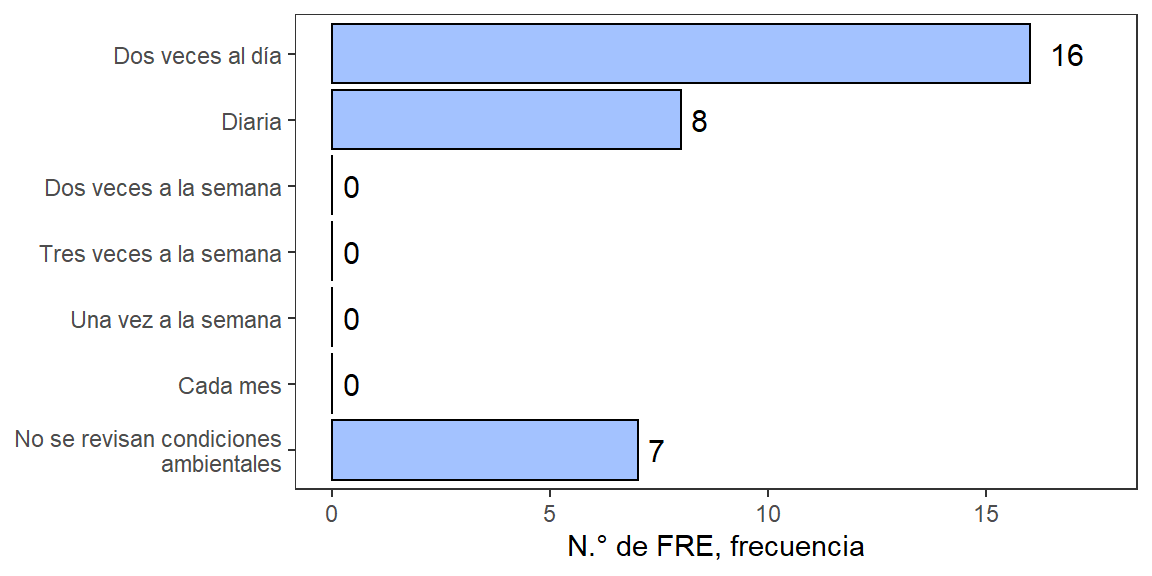 Dos veces al día
16
Diaria
8
Dos veces a la semana
0
Tres veces a la semana
0
Una vez a la semana
0
Cada mes
0
No se revisan condiciones
ambientales
7
0 5 10 15
N.° de FRE, frecuencia